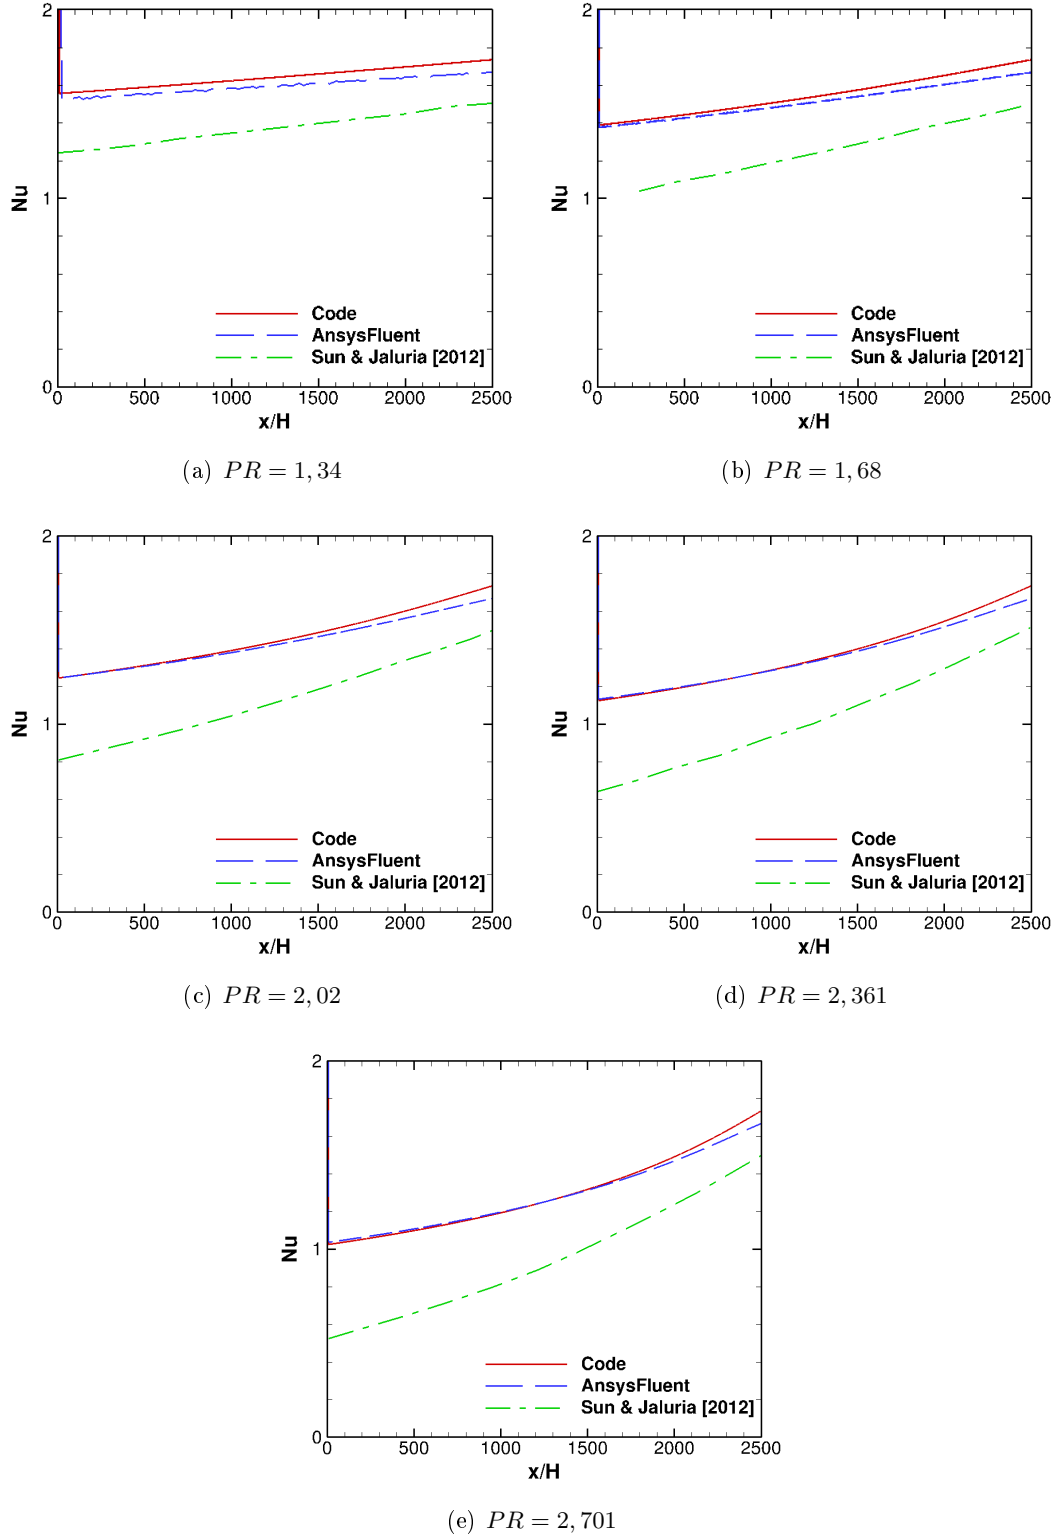 2
1
0
Nu
Code
AnsysFluent
Sun & Jaluria [2012]
0 500 1000 1500 2000 2500
x/H
(a) PR = 1, 34
2
1
0
Nu
Code
AnsysFluent
Sun & Jaluria [2012]
0 500 1000 1500 2000 2500
x/H
(b) PR = 1, 68
2
1
0
Nu
Code
AnsysFluent
Sun & Jaluria [2012]
0 500 1000 1500 2000 2500
x/H
(c) PR = 2, 02
2
1
0
Nu
Code
AnsysFluent
Sun & Jaluria [2012]
0 500 1000 1500 2000 2500
x/H
(d) PR = 2, 361
2
1
0
Nu
Code
AnsysFluent
Sun & Jaluria [2012]
0 500 1000 1500 2000 2500
x/H
(e) PR = 2, 701